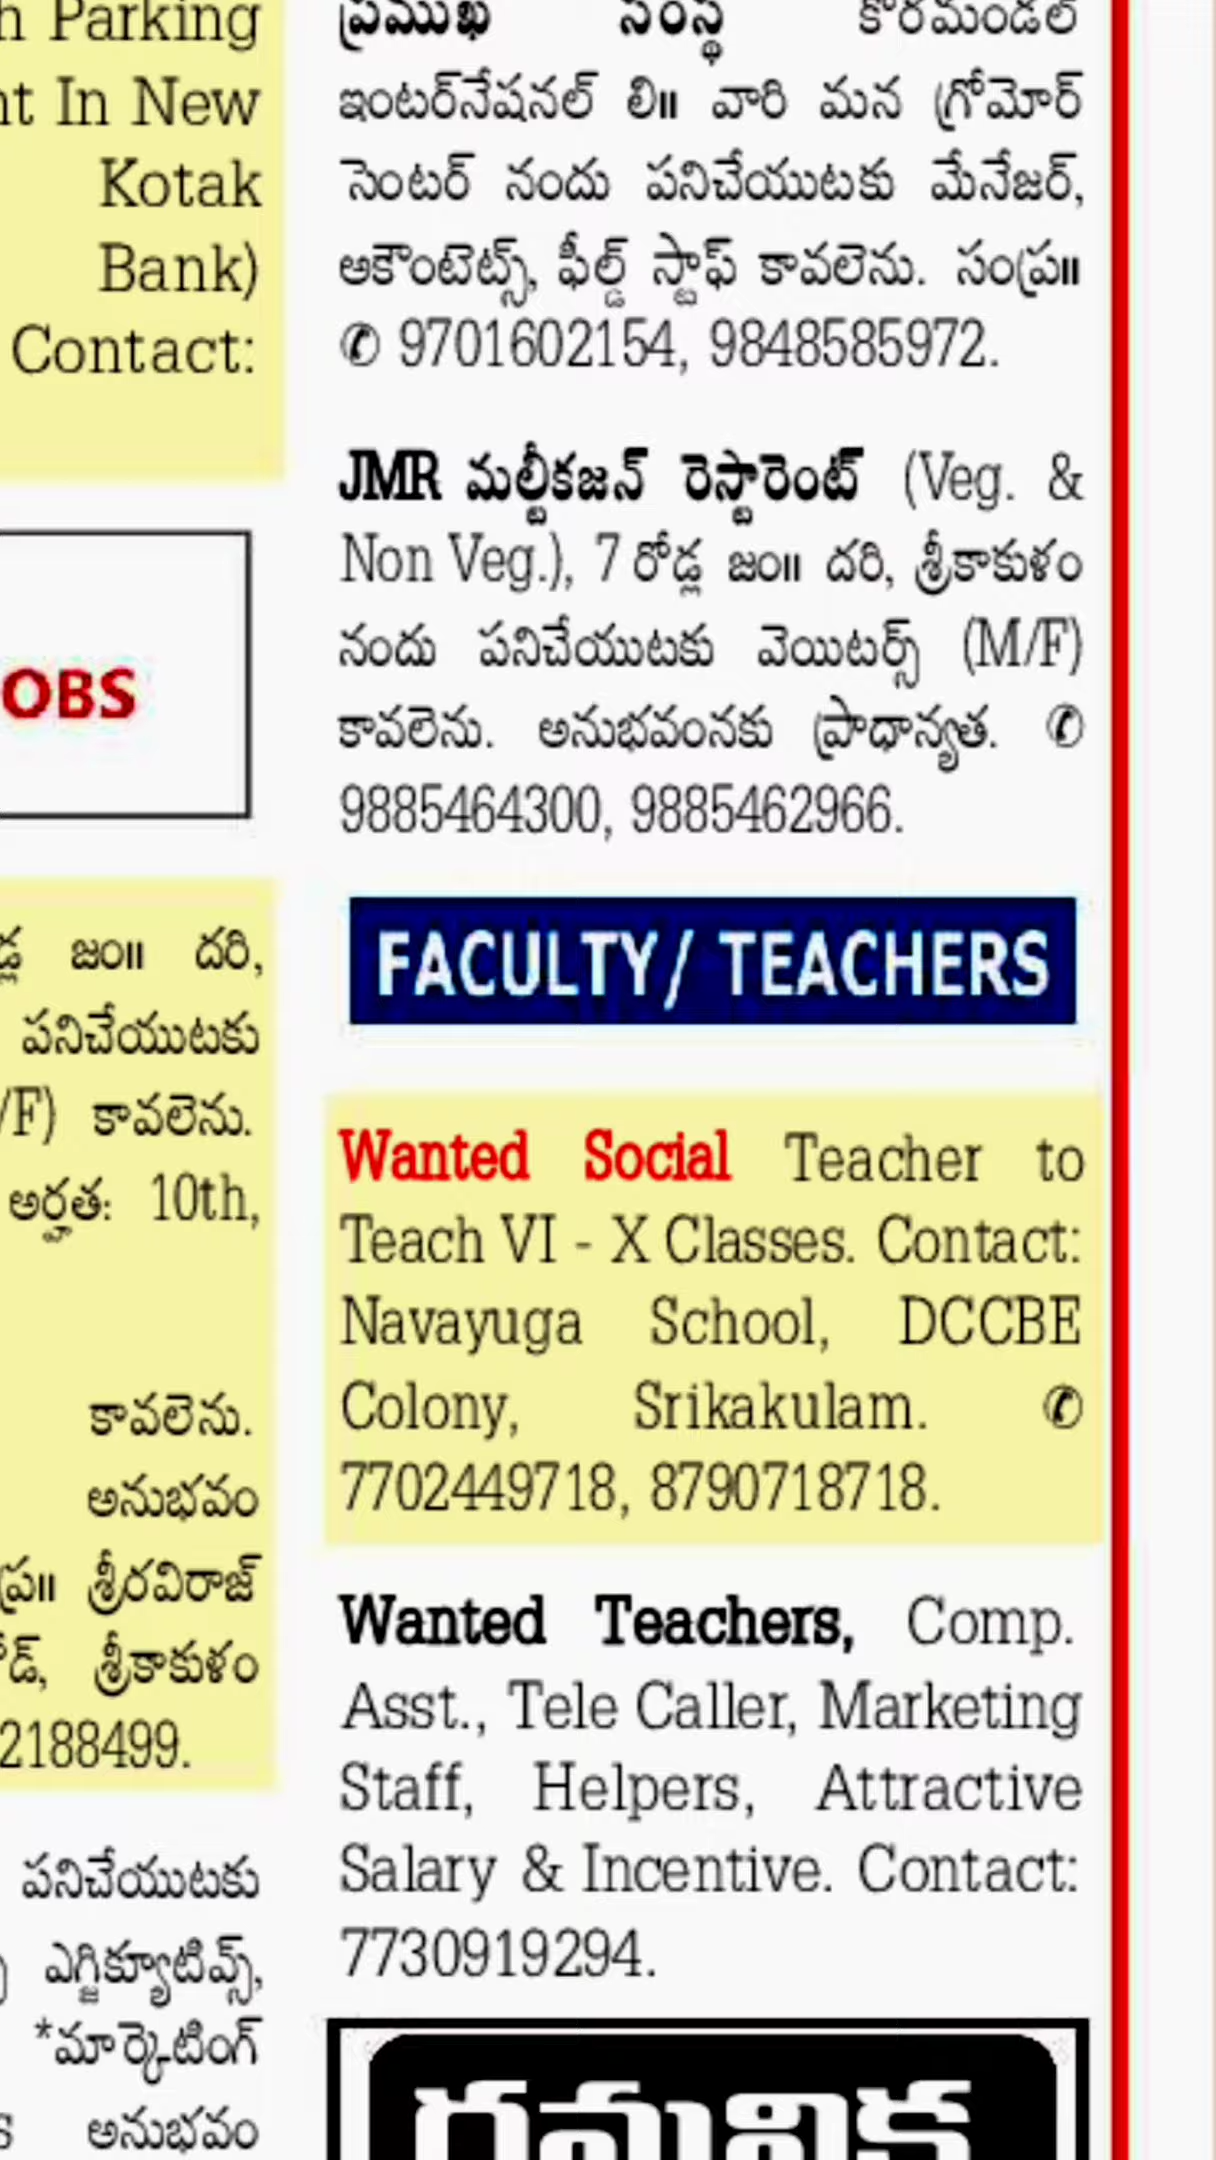 h Parking
nt In New
Kotak
Bank)
Contact:
OBS
జం॥ దరి,
పనిచేయుటకు
/F) కావలెను.
అర్హత: 10th,
కావలెను.
అనుభవం
ప్ర॥ శ్రీరవిరాజ్
శ్రీకాకుళం
2188499.
పనిచేయుటకు
ఎగ్జిక్యూటివ్స్,
*మార్కెటింగ్
s అనుభవం
ప్రముఖ సంస్థ కోరమండల్
ఇంటర్‌నేషనల్ లి॥ వారి మన గ్రోమోర్
సెంటర్ నందు పనిచేయుటకు మేనేజర్,
ఆకౌంటెట్స్, ఫీల్డ్ స్టాఫ్ కావలెను. సంప్ర॥
✆ 9701602154, 9848585972.
JMR మల్టీకజన్ రెస్టారెంట్ (Veg. &
Non Veg.), 7 రోడ్ల జం॥ దరి, శ్రీకాకుళం
నందు పనిచేయుటకు వెయిటర్స్ (M/F)
కావలెను. అనుభవంనకు ప్రాధాన్యత. ✆
9885464300, 9885462966.
FACULTY/ TEACHERS
Wanted Social Teacher to
Teach VI - X Classes. Contact:
Navayuga School, DCCBE
Colony, Srikakulam. ✆
7702449718, 8790718718.
Wanted Teachers, Comp.
Asst., Tele Caller, Marketing
Staff, Helpers, Attractive
Salary & Incentive. Contact:
7730919294.